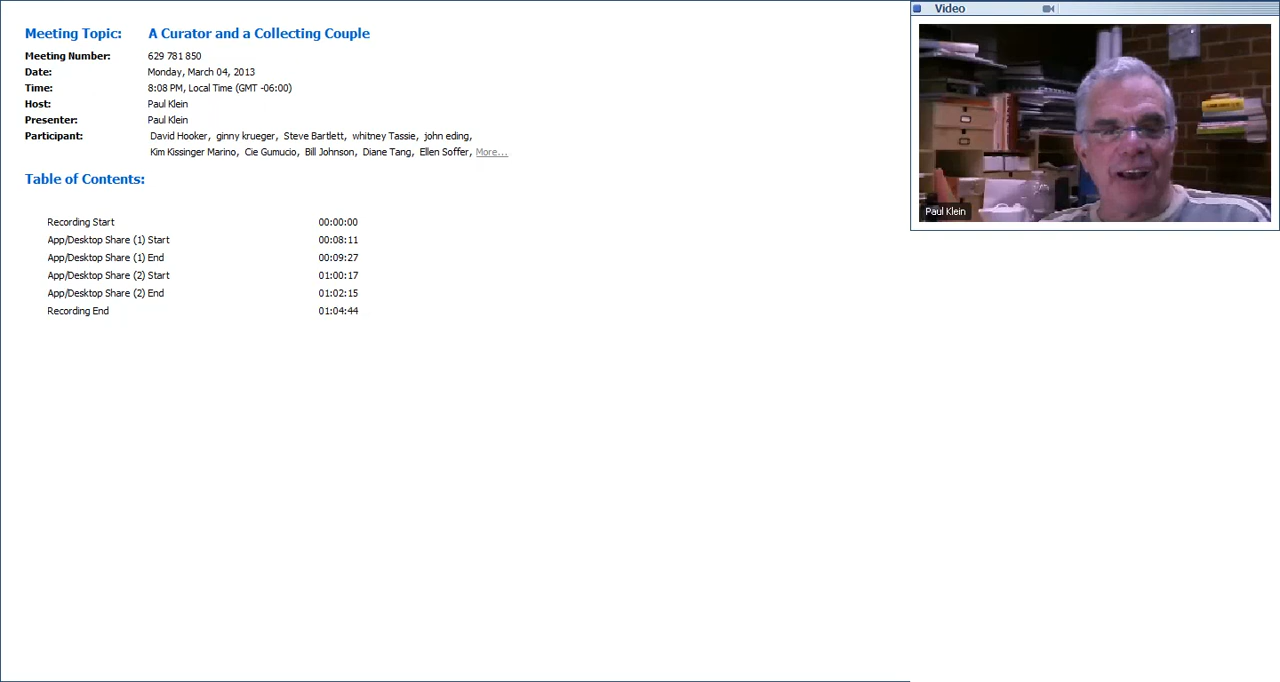 Meeting Topic: A Curator and a Collecting Couple
Meeting Number: 629 781 850
Date: Monday, March 04, 2013
Time: 8:08 PM, Local Time (GMT -06:00)
Host: Paul Klein
Presenter: Paul Klein
Participant: David Hooker, ginny krueger, Steve Bartlett, whitney Tassie, john eding,
Kim Kissinger Marino, Cie Gumucio, Bill Johnson, Diane Tang, Ellen Soffer, More...
Table of Contents:
Recording Start 00:00:00
App/Desktop Share (1) Start 00:08:11
App/Desktop Share (1) End 00:09:27
App/Desktop Share (2) Start 01:00:17
App/Desktop Share (2) End 01:02:15
Recording End 01:04:44
Video
Paul Klein